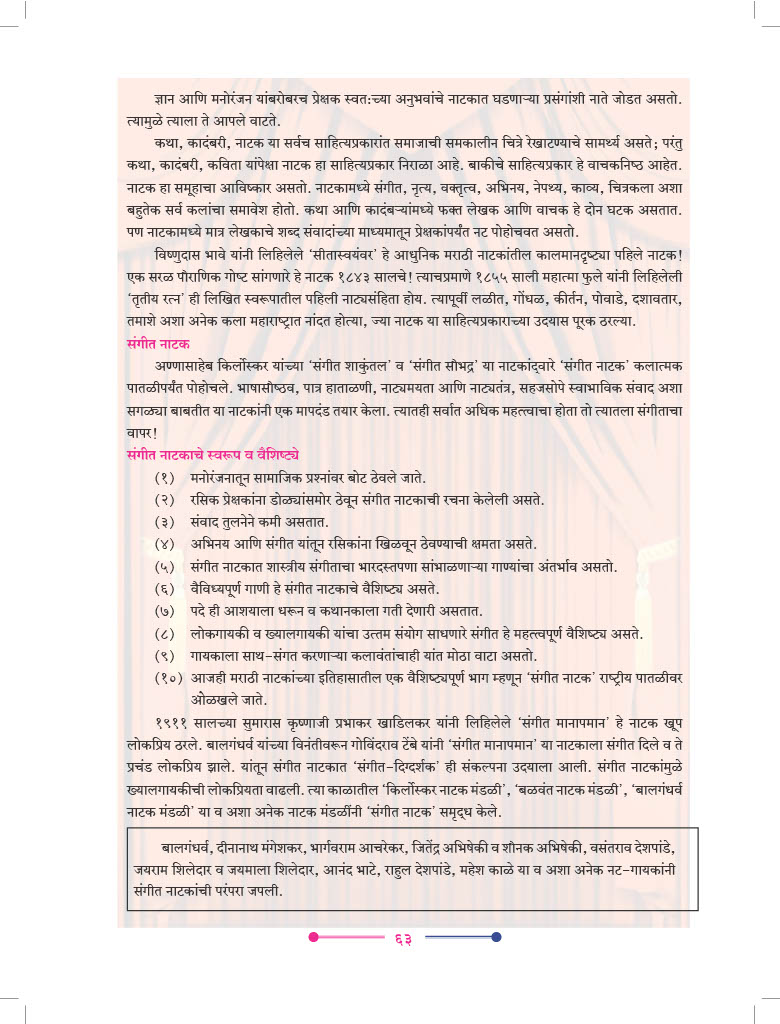 ज्ञान आणि मनोरंजन यांबरोबरच प्रेक्षक स्वत:च्या अनुभवांचे नाटकात घडणाऱ्या प्रसंगांशी नाते जोडत असतो.
त्यामुळे त्याला ते आपले वाटते.
कथा, कादंबरी, नाटक या सर्वच साहित्यप्रकारांत समाजाची समकालीन चित्रे रेखाटण्याचे सामर्थ्य असते; परंतु
कथा, कादंबरी, कविता यांपेक्षा नाटक हा साहित्यप्रकार निराळा आहे. बाकीचे साहित्यप्रकार हे वाचकनिष्ठ आहेत.
नाटक हा समूहाचा आविष्कार असतो. नाटकामध्ये संगीत, नृत्य, वक्तृत्व, अभिनय, नेपथ्य, काव्य, चित्रकला अशा
बहुतेक सर्व कलांचा समावेश होतो. कथा आणि कादंबऱ्यांमध्ये फक्त लेखक आणि वाचक हे दोन घटक असतात.
पण नाटकामध्ये मात्र लेखकाचे शब्द संवादांच्या माध्यमातून प्रेक्षकांपर्यंत नट पोहोचवत असतो.
विष्णुदास भावे यांनी लिहिलेले ‘सीतास्वयंवर’ हे आधुनिक मराठी नाटकांतील कालमानदृष्ट्या पहिले नाटक!
एक सरळ पौराणिक गोष्ट सांगणारे हे नाटक १८४३ सालचे! त्याचप्रमाणे १८५५ साली महात्मा फुले यांनी लिहिलेली
‘तृतीय रत्न’ ही लिखित स्वरूपातील पहिली नाट्यसंहिता होय. त्यापूर्वी लळीत, गोंधळ, कीर्तन, पोवाडे, दशावतार,
तमाशे अशा अनेक कला महाराष्ट्रात नांदत होत्या, ज्या नाटक या साहित्यप्रकाराच्या उदयास पूरक ठरल्या.
संगीत नाटक
अण्णासाहेब किर्लोस्कर यांच्या ‘संगीत शाकुंतल’ व ‘संगीत सौभद्र’ या नाटकांद्वारे ‘संगीत नाटक’ कलात्मक
पातळीपर्यंत पोहोचले. भाषासौष्ठव, पात्र हाताळणी, नाट्यमयता आणि नाट्यतंत्र, सहजसोपे स्वाभाविक संवाद अशा
सगळ्या बाबतीत या नाटकांनी एक मापदंड तयार केला. त्यातही सर्वात अधिक महत्त्वाचा होता तो त्यातला संगीताचा
वापर!
संगीत नाटकाचे स्वरूप व वैशिष्ट्ये
(१) मनोरंजनातून सामाजिक प्रश्नांवर बोट ठेवले जाते.
(२) रसिक प्रेक्षकांना डोळ्यांसमोर ठेवून संगीत नाटकाची रचना केलेली असते.
(३) संवाद तुलनेने कमी असतात.
(४) अभिनय आणि संगीत यांतून रसिकांना खिळवून ठेवण्याची क्षमता असते.
(५) संगीत नाटकात शास्त्रीय संगीताचा भारदस्तपणा सांभाळणाऱ्या गाण्यांचा अंतर्भाव असतो.
(६) वैविध्यपूर्ण गाणी हे संगीत नाटकाचे वैशिष्ट्य असते.
(७) पदे ही आशयाला धरून व कथानकाला गती देणारी असतात.
(८) लोकगायकी व ख्यालगायकी यांचा उत्तम संयोग साधणारे संगीत हे महत्त्वपूर्ण वैशिष्ट्य असते.
(९) गायकाला साथ-संगत करणाऱ्या कलावंतांचाही यांत मोठा वाटा असतो.
(१०) आजही मराठी नाटकांच्या इतिहासातील एक वैशिष्ट्यपूर्ण भाग म्हणून ‘संगीत नाटक’ राष्ट्रीय पातळीवर
ओळखले जाते.
१९११ सालच्या सुमारास कृष्णाजी प्रभाकर खाडिलकर यांनी लिहिलेले ‘संगीत मानापमान’ हे नाटक खूप
लोकप्रिय ठरले. बालगंधर्व यांच्या विनंतीवरून गोविंदराव टेंबे यांनी ‘संगीत मानापमान’ या नाटकाला संगीत दिले व ते
प्रचंड लोकप्रिय झाले. यांतून संगीत नाटकात ‘संगीत-दिग्दर्शक’ ही संकल्पना उदयाला आली. संगीत नाटकांमुळे
ख्यालगायकीची लोकप्रियता वाढली. त्या काळातील ‘किर्लोस्कर नाटक मंडळी’, ‘बळवंत नाटक मंडळी’, ‘बालगंधर्व
नाटक मंडळी’ या व अशा अनेक नाटक मंडळींनी ‘संगीत नाटक’ समृद्ध केले.
बालगंधर्व, दीनानाथ मंगेशकर, भार्गवराम आचरेकर, जितेंद्र अभिषेकी व शौनक अभिषेकी, वसंतराव देशपांडे,
जयराम शिलेदार व जयमाला शिलेदार, आनंद भाटे, राहुल देशपांडे, महेश काळे या व अशा अनेक नट-गायकांनी
संगीत नाटकांची परंपरा जपली.
६३